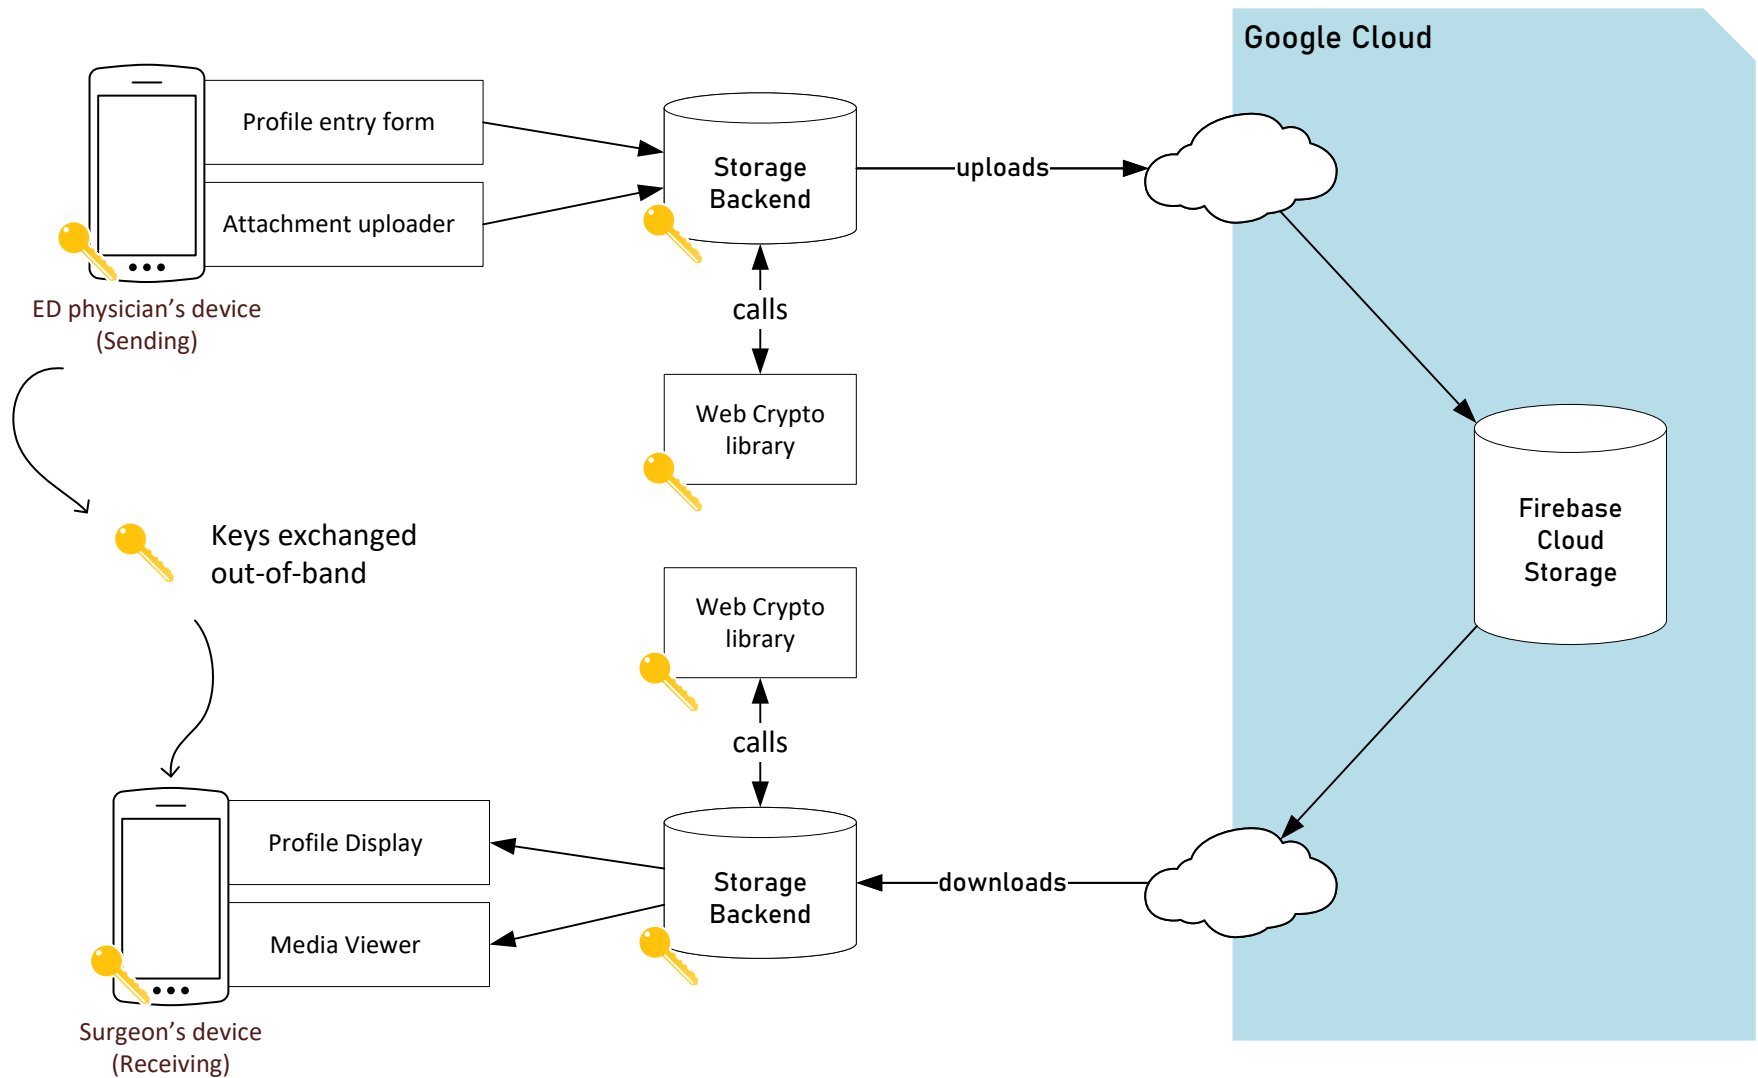 Google Cloud
Profile entry form
Attachment uploader
Storage
Backend
uploads
ED physician’s device
(Sending)
calls
Web Crypto
library
Keys exchanged
out-of-band
Firebase
Cloud
Storage
Web Crypto
library
calls
Profile Display
Media Viewer
Storage
Backend
downloads
Surgeon’s device
(Receiving)